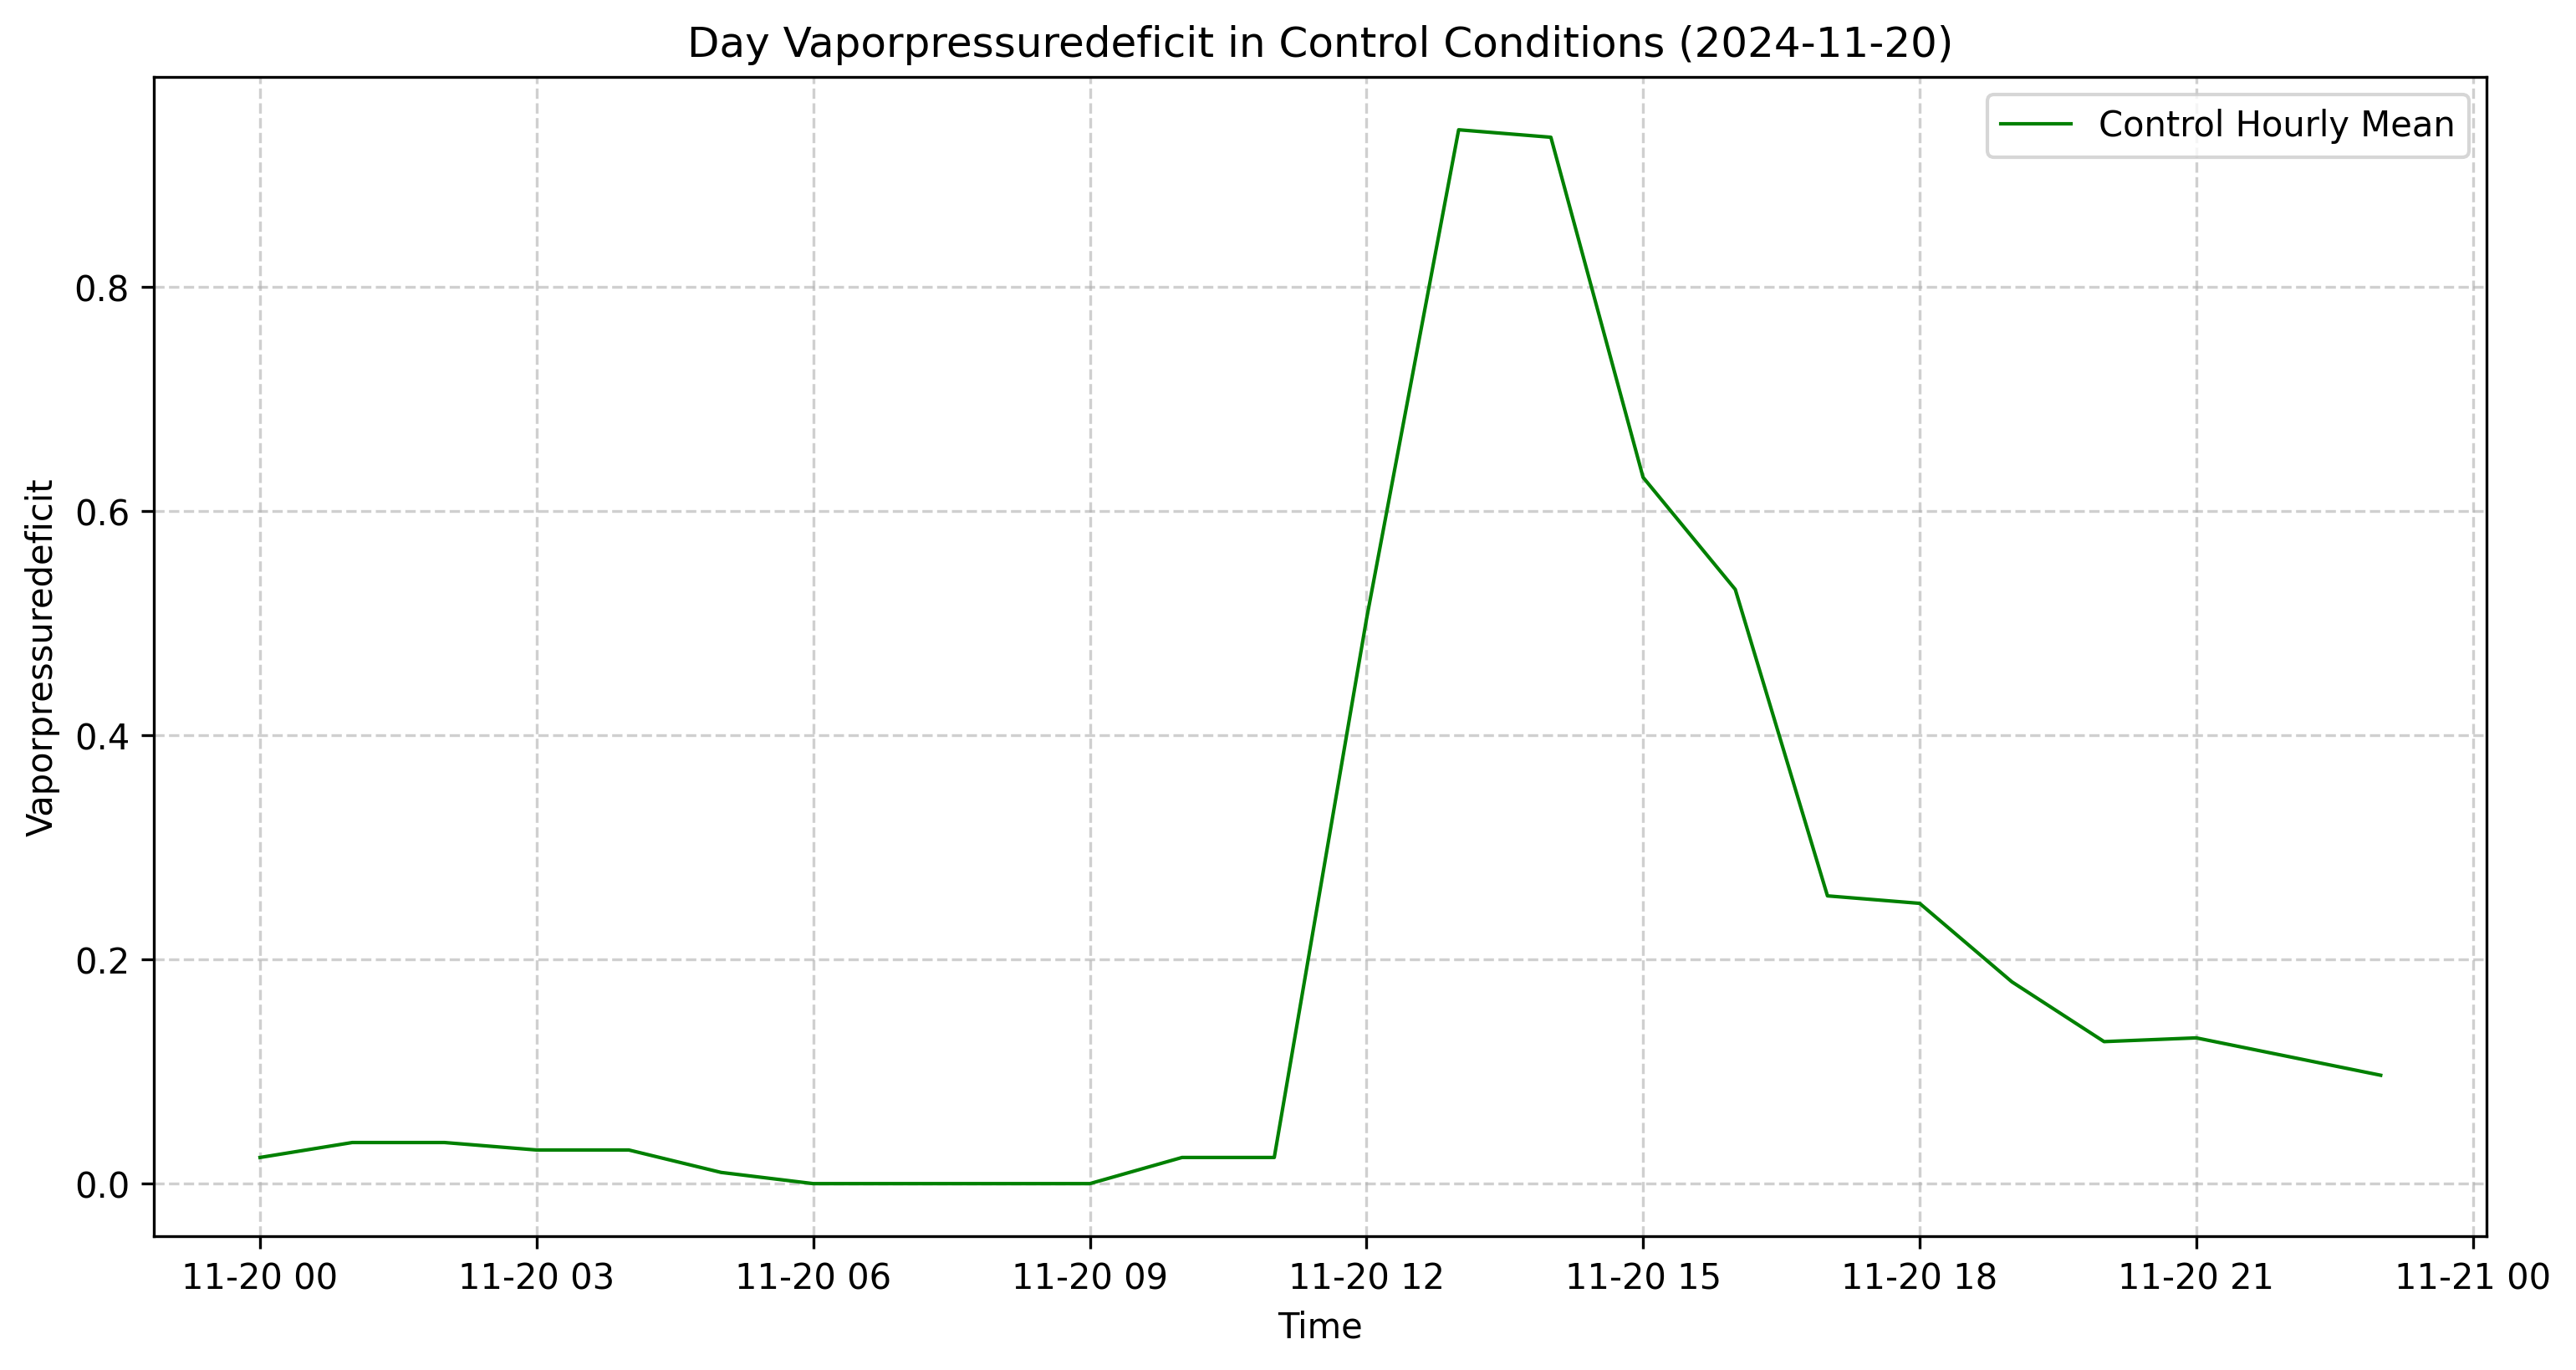 Day Vaporpressuredeficit in Control Conditions (2024-11-20)
Control Hourly Mean
Vaporpressuredeficit
0.8
0.6
0.4
0.2
0.0
11-20 00 11-20 03 11-20 06 11-20 09 11-20 12 11-20 15 11-20 18 11-20 21 11-21 00
Time